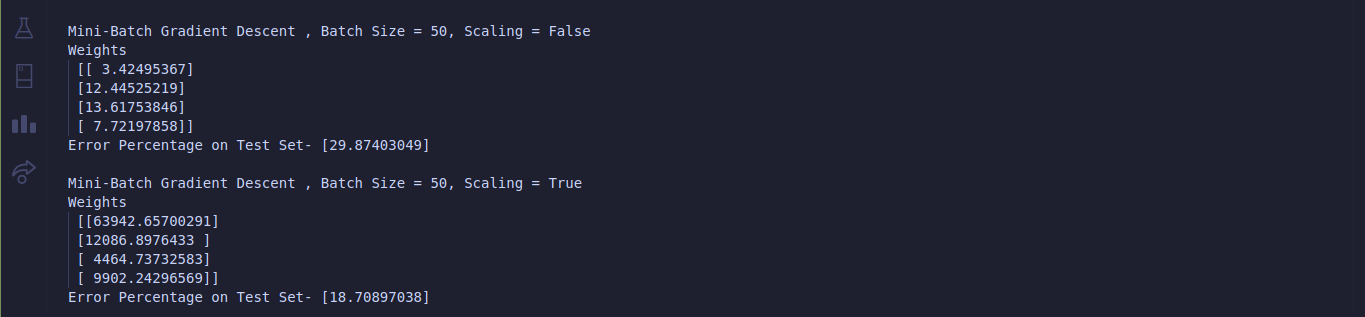 Mini-Batch Gradient Descent , Batch Size = 50, Scaling = False
Weights
[[ 3.42495367]
[12.44525219]
[13.61753846]
[ 7.72197858]]
Error Percentage on Test Set- [29.87403049]
Mini-Batch Gradient Descent , Batch Size = 50, Scaling = True
Weights
[[63942.65700291]
[12086.8976433 ]
[ 4464.73732583]
[ 9902.24296569]]
Error Percentage on Test Set- [18.70897038]